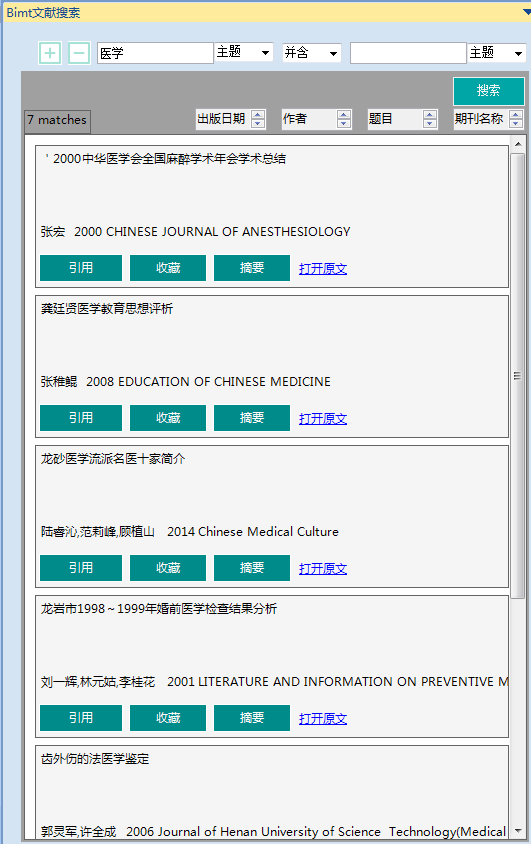 Bimt文献搜索
医学 主题 并含 主题
搜索
7 matches 出版日期 作者 题目 期刊名称
'2000中华医学会全国麻醉学术年会学术总结
张宏 2000 CHINESE JOURNAL OF ANESTHESIOLOGY
引用 收藏 摘要 打开原文
龚廷贤医学教育思想评析
张稚鲲 2008 EDUCATION OF CHINESE MEDICINE
引用 收藏 摘要 打开原文
龙砂医学流派名医十家简介
陆睿沁,范莉峰,顾植山 2014 Chinese Medical Culture
引用 收藏 摘要 打开原文
龙岩市1998～1999年婚前医学检查结果分析
刘一辉,林元姑,李桂花 2001 LITERATURE AND INFORMATION ON PREVENTIVE M
引用 收藏 摘要 打开原文
齿外伤的法医学鉴定
郭灵军,许全成 2006 Journal of Henan University of Science Technology(Medical